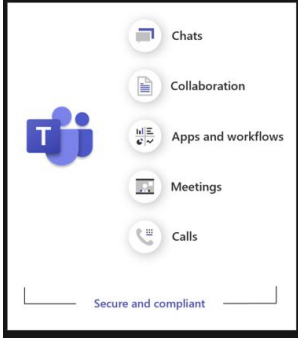 Chats
Collaboration
T
Apps and workflows
Meetings
Calls
Secure and compliant